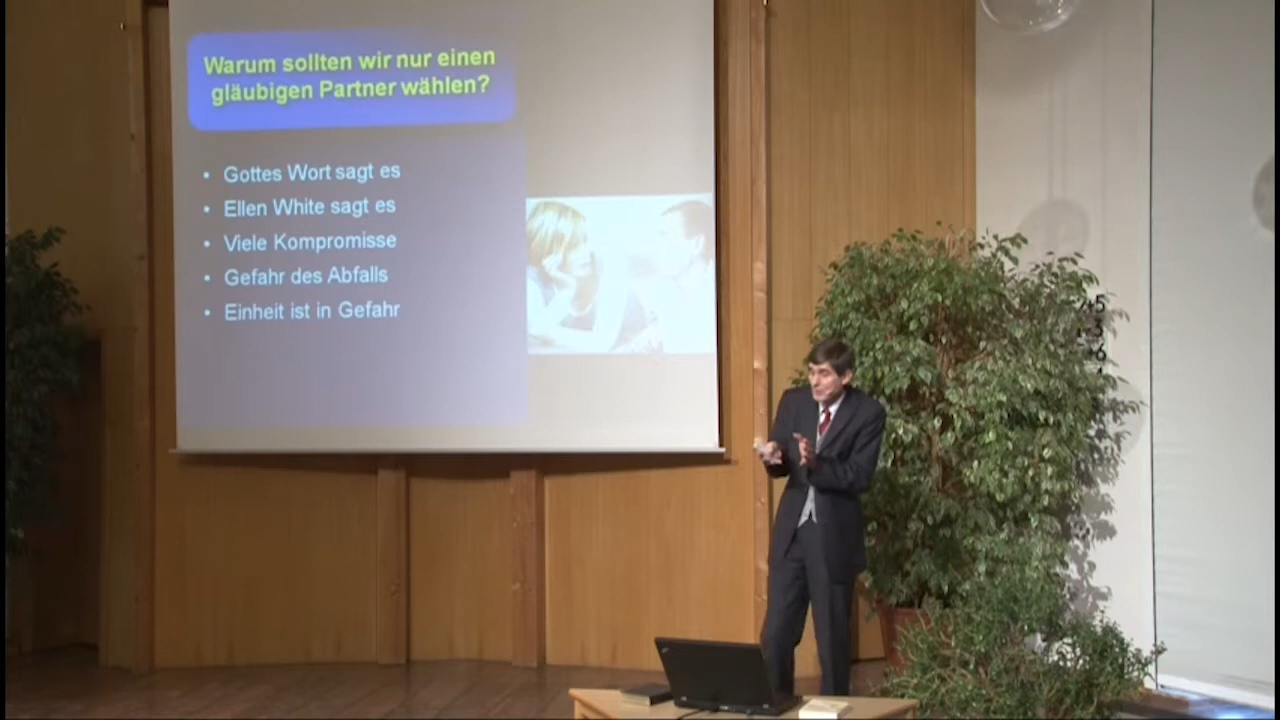 Warum sollten wir nur einen
gläubigen Partner wählen?
• Gottes Wort sagt es
• Ellen White sagt es
• Viele Kompromisse
• Gefahr des Abfalls
• Einheit ist in Gefahr